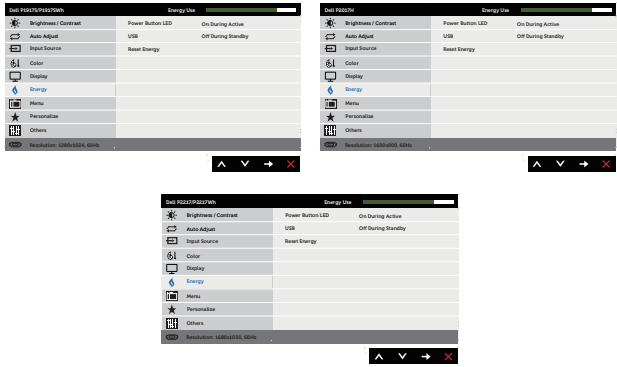 Dell P1917S/P1917SWh Energy Use
Brightness / Contrast Power Button LED On During Active
Auto Adjust USB Off During Standby
Input Source Reset Energy
Color
Display
Energy
Menu
Personalize
Others
Resolution: 1280x1024, 60Hz
Dell P2017H Energy Use
Brightness / Contrast Power Button LED On During Active
Auto Adjust USB Off During Standby
Input Source Reset Energy
Color
Display
Energy
Menu
Personalize
Others
Resolution: 1600x900, 60Hz
Dell P2217/P2217Wh Energy Use
Brightness / Contrast Power Button LED On During Active
Auto Adjust USB Off During Standby
Input Source Reset Energy
Color
Display
Energy
Menu
Personalize
Others
Resolution: 1680x1050, 60Hz